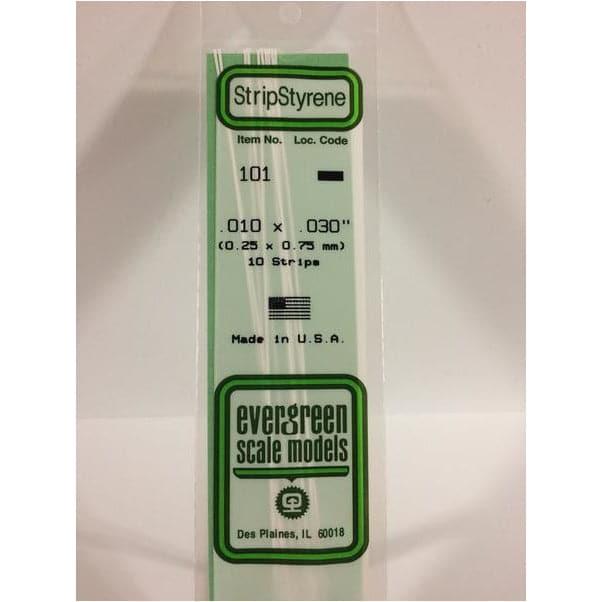 StripStyrene
Item No. Loc. Code
101
.010 x .030"
(0.25 x 0.75 mm)
10 Strips
Made in U.S.A.
evergreen
scale models
Des Plaines, IL 60018